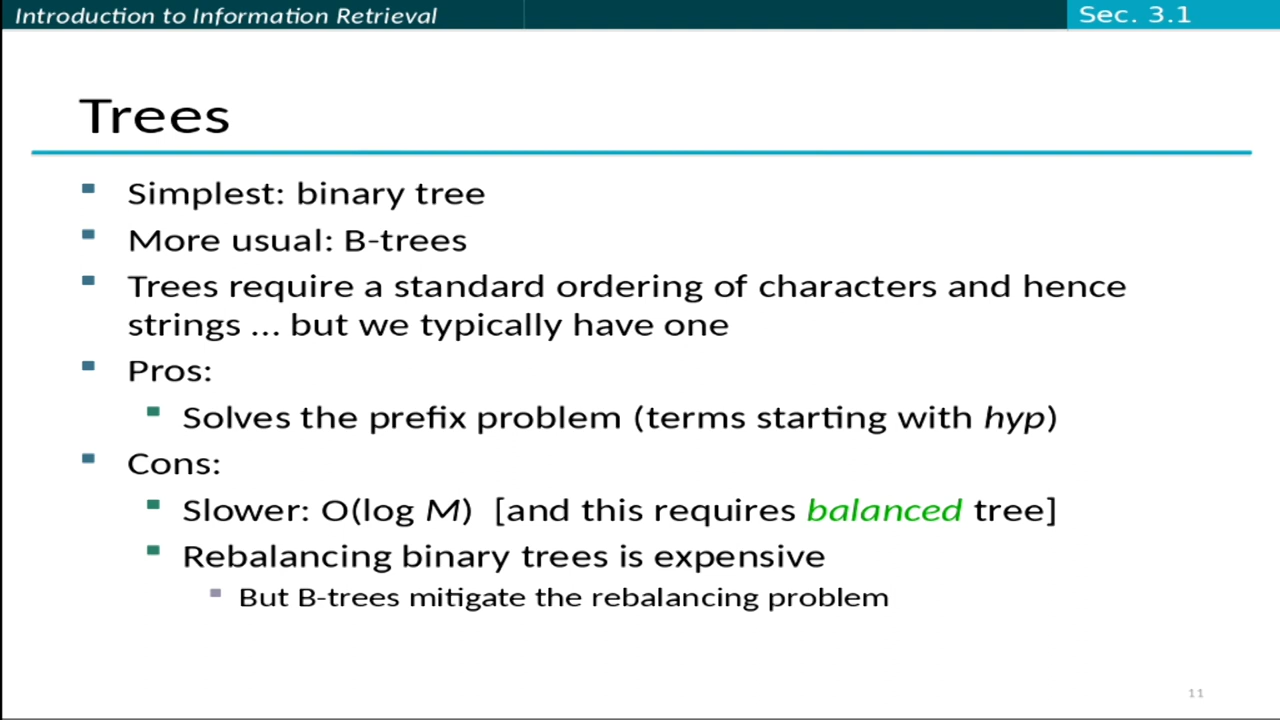 Introduction to Information Retrieval
Sec. 3.1
Trees
Simplest: binary tree
More usual: B-trees
Trees require a standard ordering of characters and hence
strings … but we typically have one
Pros:
Solves the prefix problem (terms starting with hyp)
Cons:
Slower: O(log M) [and this requires balanced tree]
Rebalancing binary trees is expensive
But B-trees mitigate the rebalancing problem
11